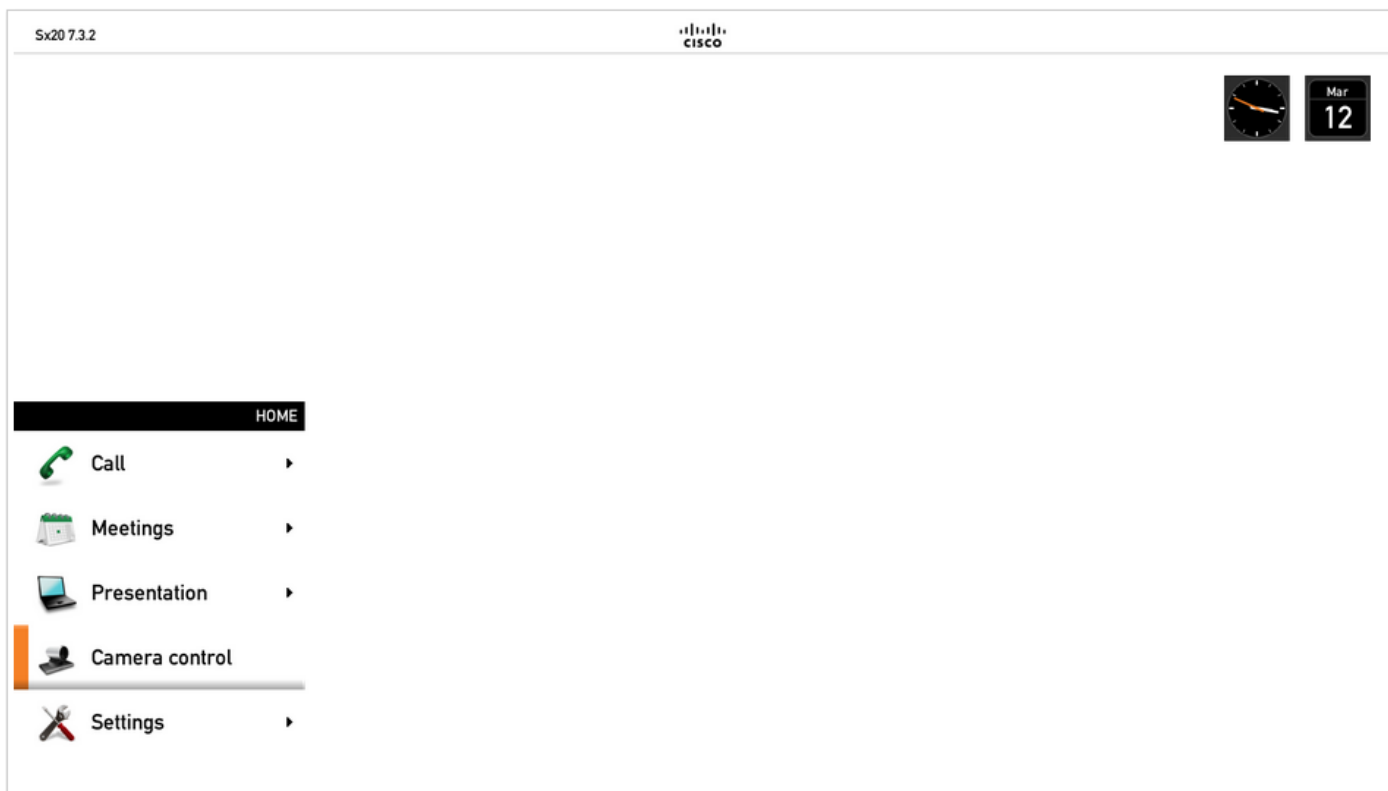 Sx20 7.3.2
CISCO
Mar
12
HOME
Call
Meetings
Presentation
Camera control
Settings